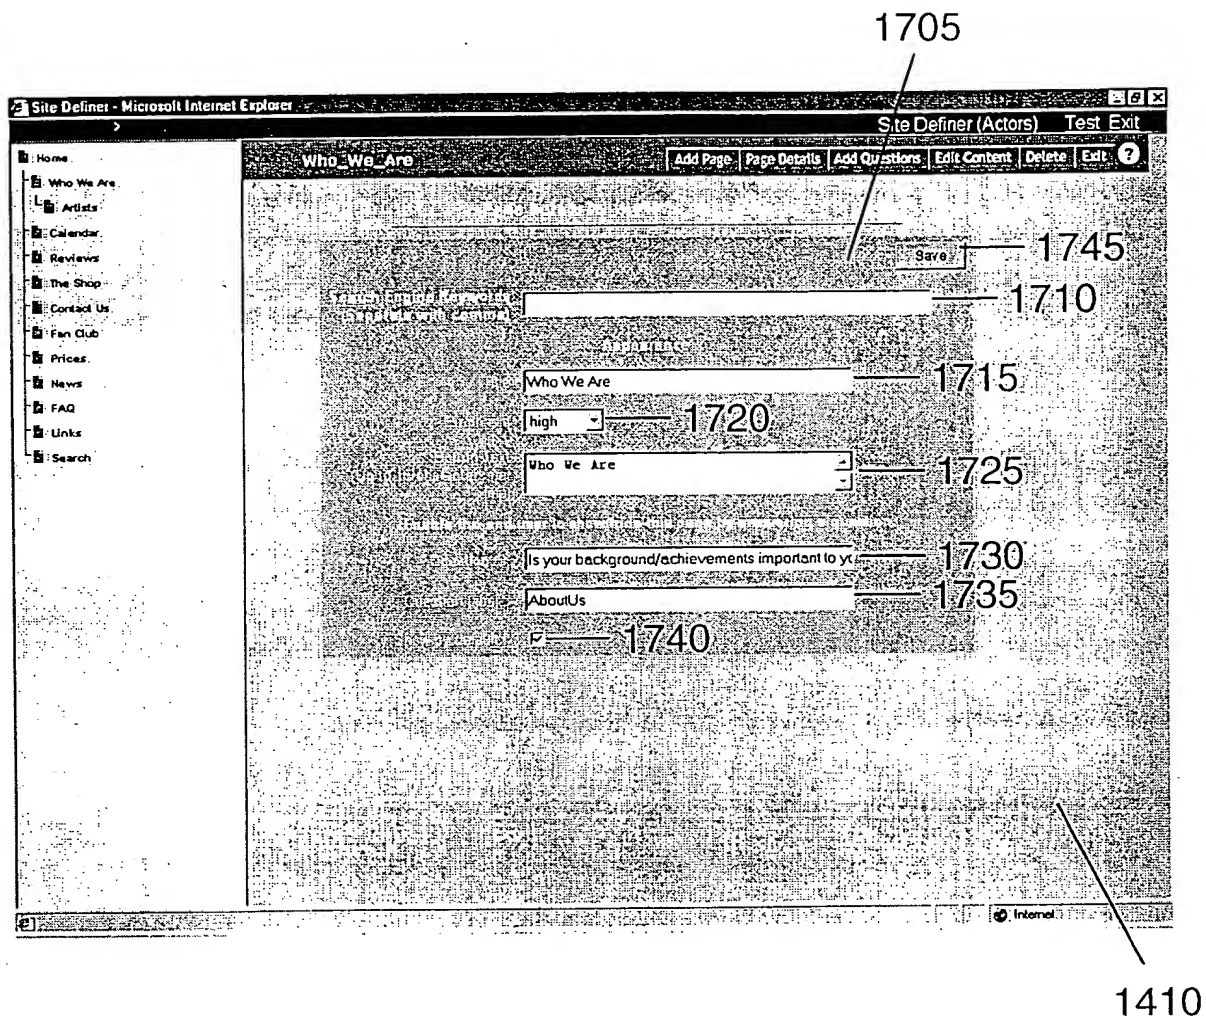 1705
Site Definer - Microsoft Internet Explorer
Site Definer (Actors) Test Exit
Home
Who_We_Are
Add Page Page Details Add Questions Edit Content Delete Exit ?
Who We Are
Artists
Calendar
Reviews
The Shop
Contact Us
Fan Club
Prices
News
FAQ
Links
Search
Save 1745
Search Engine Keywords
1710
Who We Are 1715
high 1720
Who We Are 1725
Is your background/achievements important to yo 1730
AboutUs 1735
1740
Internet
1410